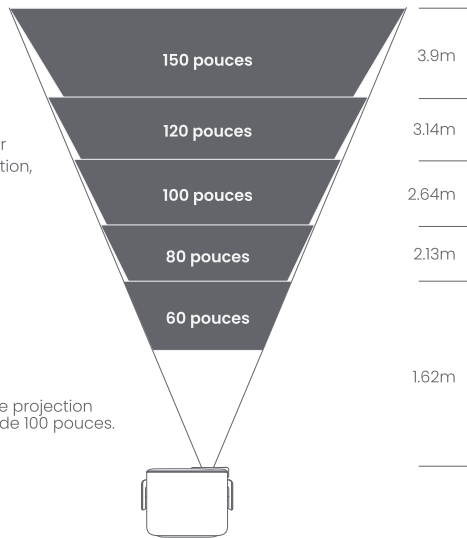 150 pouces
3.9m
120 pouces
3.14m
100 pouces
2.64m
80 pouces
2.13m
60 pouces
1.62m
projection
de 100 pouces.